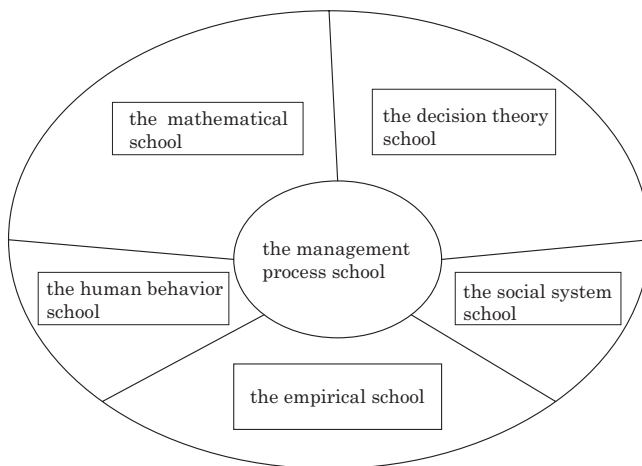 the mathematical
school
the decision theory
school
the management
process school
the human behavior
school
the social system
school
the empirical school